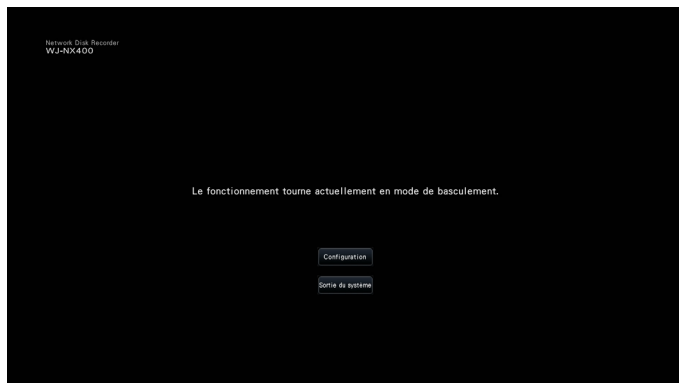 Network Disk Recorder
WJ-NX400
Le fonctionnement tourne actuellement en mode de basculement.
Configuration
Sortie du système